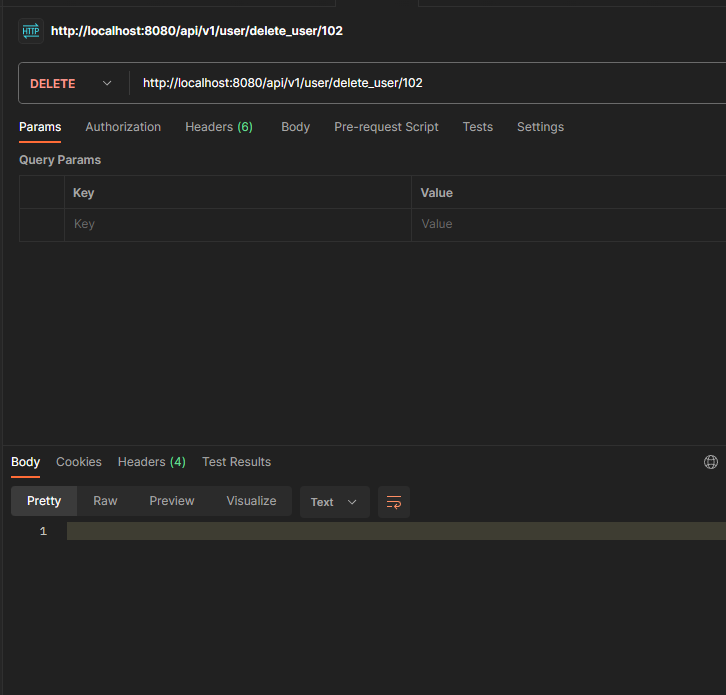 HTTP http://localhost:8080/api/v1/user/delete_user/102
DELETE http://localhost:8080/api/v1/user/delete_user/102
Params Authorization Headers (6) Body Pre-request Script Tests Settings
Query Params
Key Value
Key Value
Body Cookies Headers (4) Test Results
Pretty Raw Preview Visualize Text
1